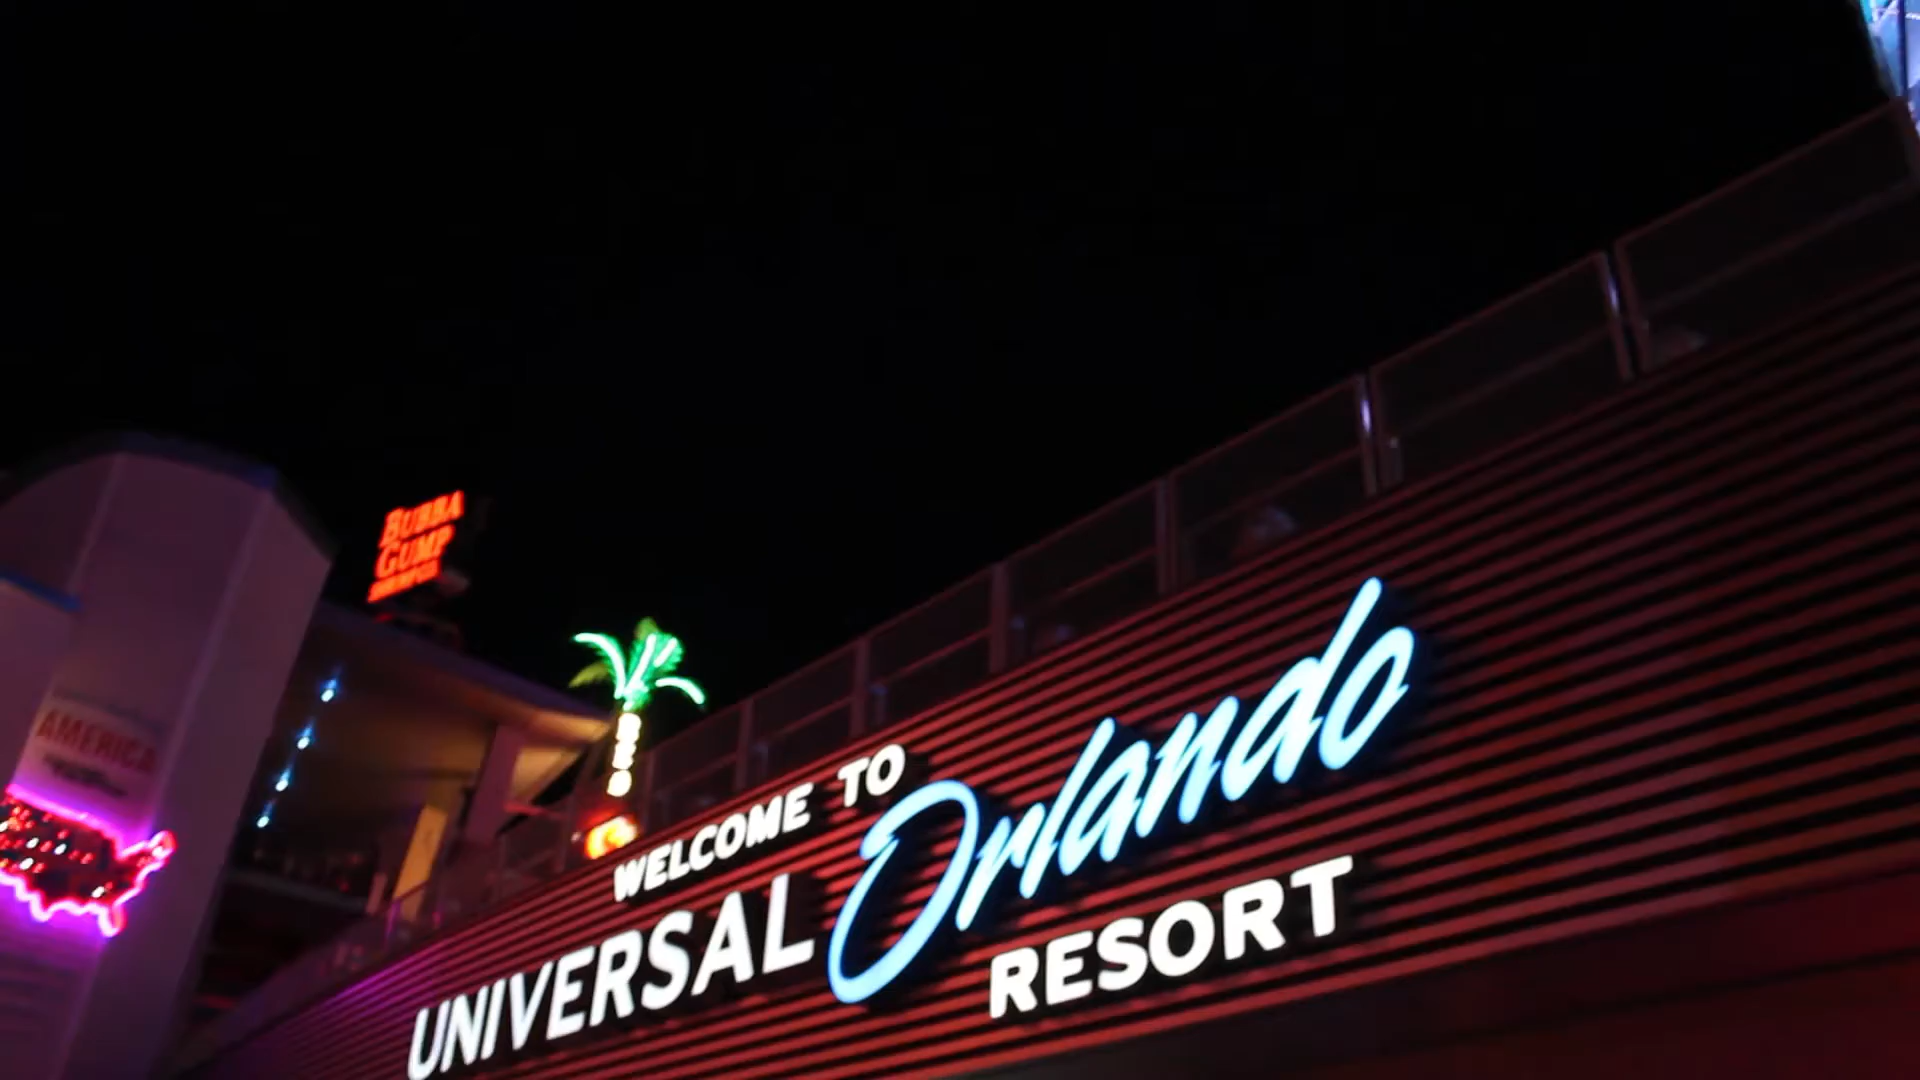 BUBBA
GUMP
AMERICA
WELCOME TO
UNIVERSAL Orlando
RESORT